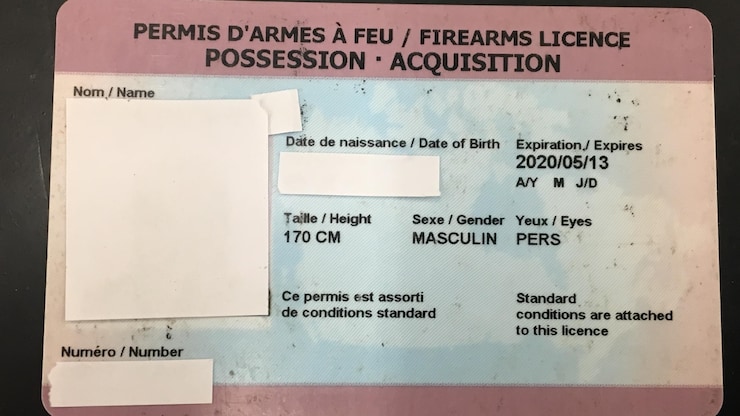 PERMIS D'ARMES À FEU / FIREARMS LICENCE
POSSESSION · ACQUISITION
Nom / Name
Date de naissance / Date of Birth
Expiration / Expires
2020/05/13
A/Y M J/D
Taille / Height
170 CM
Sexe / Gender
MASCULIN
Yeux / Eyes
PERS
Ce permis est assorti
de conditions standard
Standard
conditions are attached
to this licence
Numéro / Number